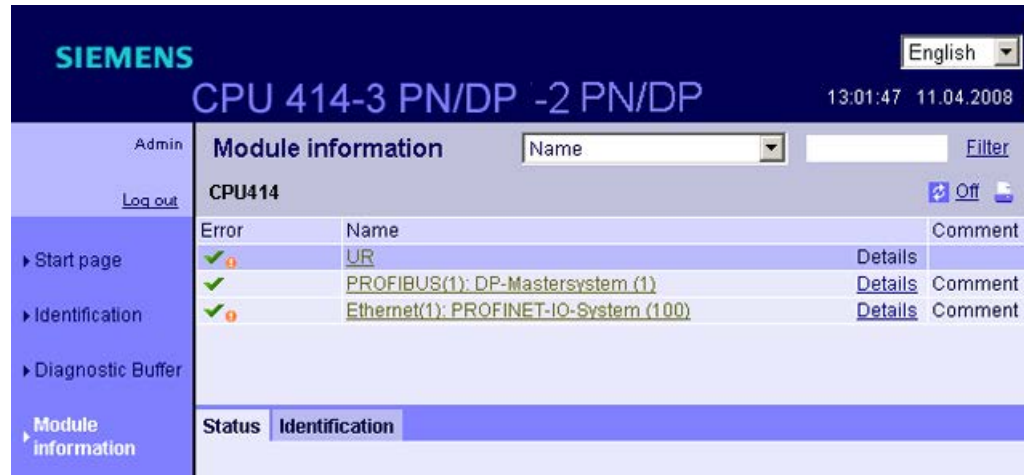 SIEMENS
English
CPU 414-3 PN/DP -2 PN/DP
13:01:47 11.04.2008
Admin
Module information
Name
Filter
Log out
CPU414
Off
Error Name Comment
Start page
UR Details
PROFIBUS(1): DP-Mastersystem (1) Details Comment
Identification
Ethernet(1): PROFINET-IO-System (100) Details Comment
Diagnostic Buffer
Module
information
Status Identification